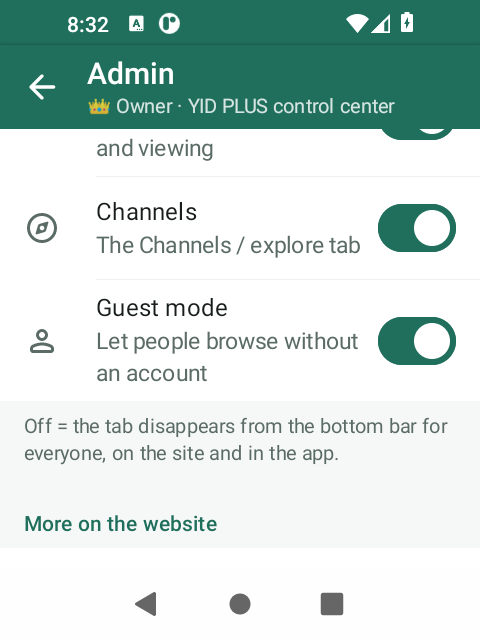 8:32
Admin
👑 Owner · YID PLUS control center
and viewing
Channels
The Channels / explore tab
Guest mode
Let people browse without
an account
Off = the tab disappears from the bottom bar for
everyone, on the site and in the app.
More on the website